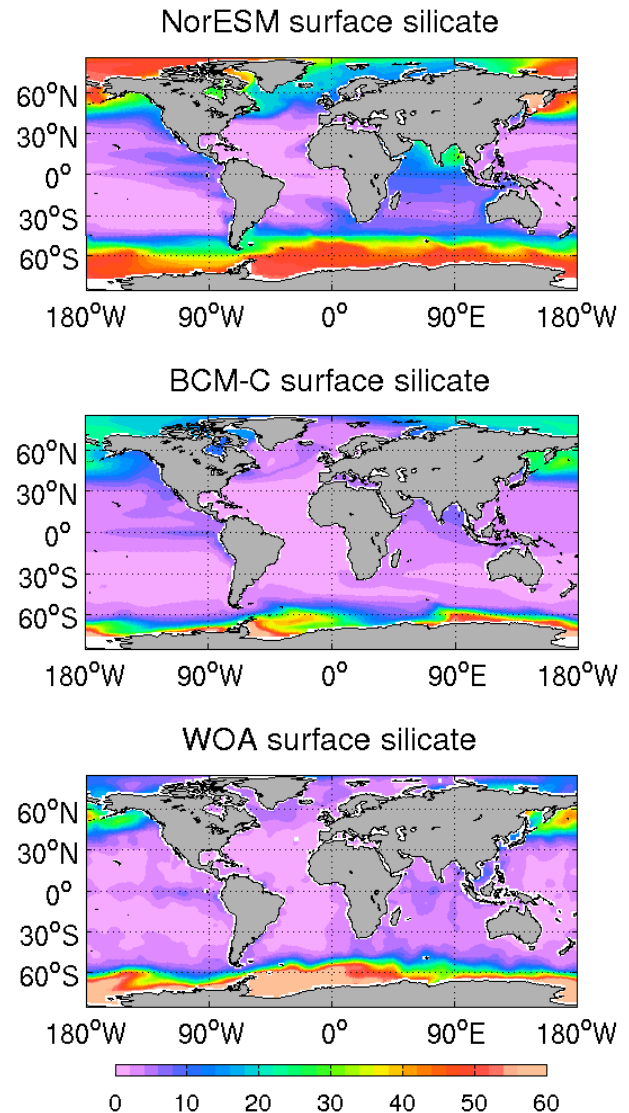 NorESM surface silicate
60°N
30°N
0°
30°S
60°S
180°W 90°W 0° 90°E 180°W
BCM-C surface silicate
60°N
30°N
0°
30°S
60°S
180°W 90°W 0° 90°E 180°W
WOA surface silicate
60°N
30°N
0°
30°S
60°S
180°W 90°W 0° 90°E 180°W
0 10 20 30 40 50 60